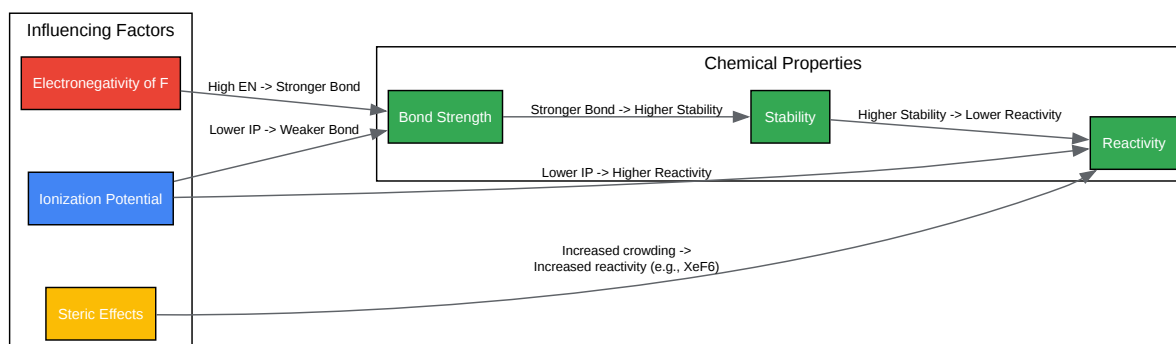 Influencing Factors
Electronegativity of F
Ionization Potential
Steric Effects
High EN -> Stronger Bond
Lower IP -> Weaker Bond
Chemical Properties
Bond Strength
Stronger Bond -> Higher Stability
Stability
Higher Stability -> Lower Reactivity
Reactivity
Lower IP -> Higher Reactivity
Increased crowding ->
Increased reactivity (e.g., XeF6)